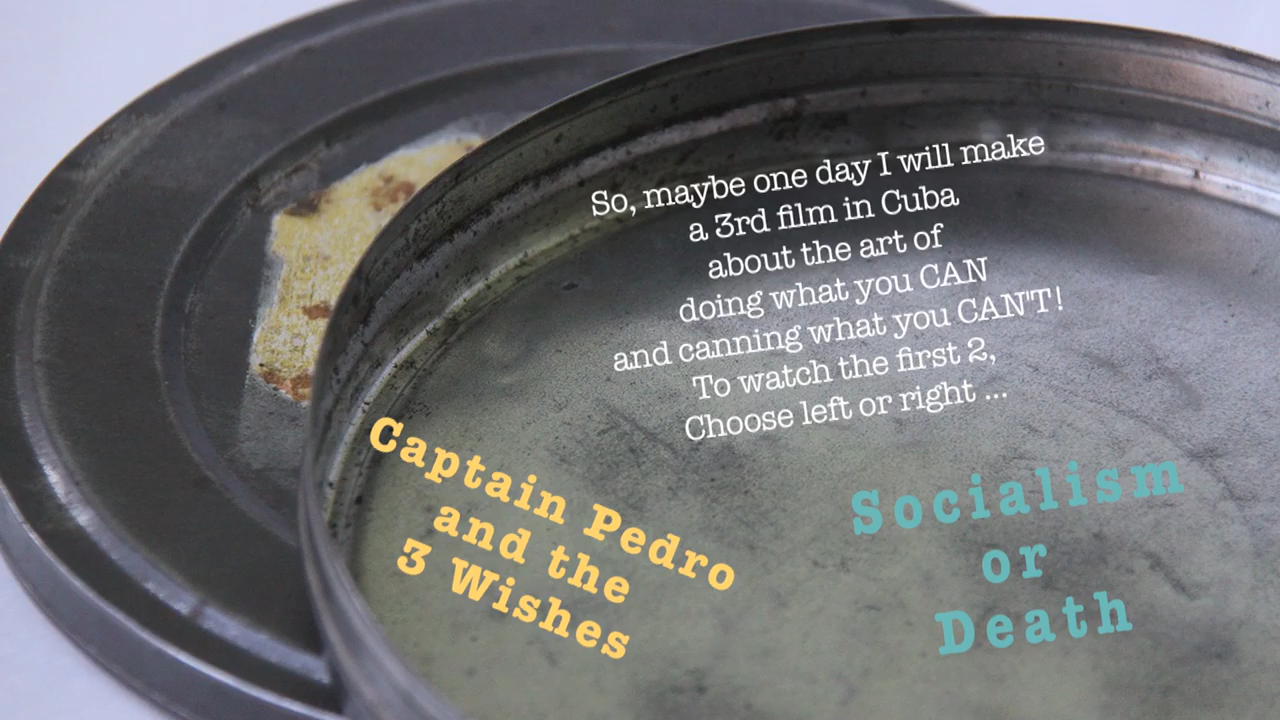 So, maybe one day I will make
a 3rd film in Cuba
about the art of
doing what you CAN
and canning what you CAN'T!
To watch the first 2,
Choose left or right ...
Captain Pedro
and the
3 Wishes
Socialism
or
Death